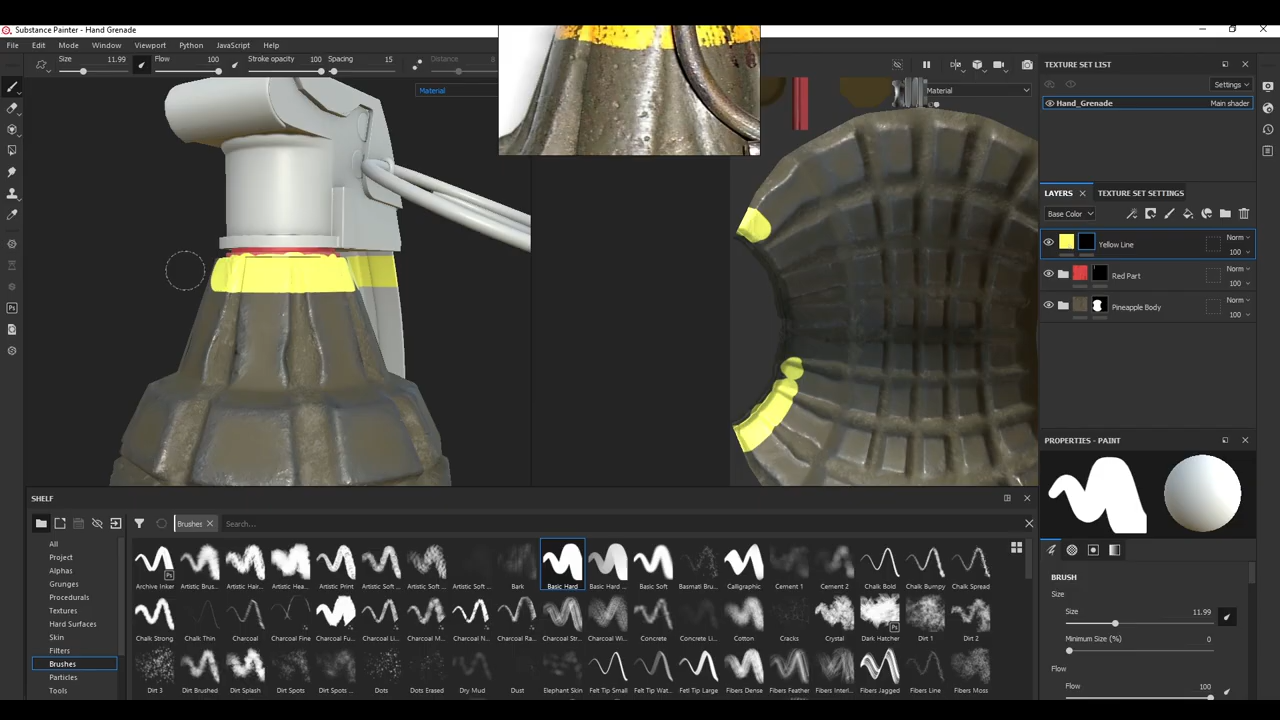 Substance Painter - Hand Grenade
File Edit Mode Window Viewport Python JavaScript Help
Size 11.99 Flow 100 Stroke opacity 100 Spacing 15 Distance 8
Material
Material
TEXTURE SET LIST
Settings
Hand_Grenade Main shader
LAYERS TEXTURE SET SETTINGS
Base Color
Yellow Line Norm 100
Red Part Norm 100
Pineapple Body Norm 100
PROPERTIES - PAINT
BRUSH
Size
Size 11.99
Minimum Size (%) 0
Flow
Flow 100
SHELF
Brushes Search...
All
Project
Alphas
Grunges
Procedurals
Textures
Hard Surfaces
Skin
Filters
Brushes
Particles
Tools
Archive Inker Artistic Brus... Artistic Hair... Artistic Hea... Artistic Print Artistic Soft ... Artistic Soft ... Artistic Soft ... Bark Basic Hard Basic Hard ... Basic Soft Basmati Bru... Calligraphic Cement 1 Cement 2 Chalk Bold Chalk Bumpy Chalk Spread
Chalk Strong Chalk Thin Charcoal Charcoal Fine Charcoal Fu... Charcoal Li... Charcoal M... Charcoal N... Charcoal Ra... Charcoal Str... Charcoal Wi... Concrete Concrete Li... Cotton Cracks Crystal Dark Hatcher Dirt 1 Dirt 2
Dirt 3 Dirt Brushed Dirt Splash Dirt Spots Dirt Spots ... Dots Dots Erased Dry Mud Dust Elephant Skin Felt Tip Small Felt Tip Wat... Fetl Tip Large Fibers Dense Fibers Feather Fibers Interl... Fibers Jagged Fibers Line Fibers Moss